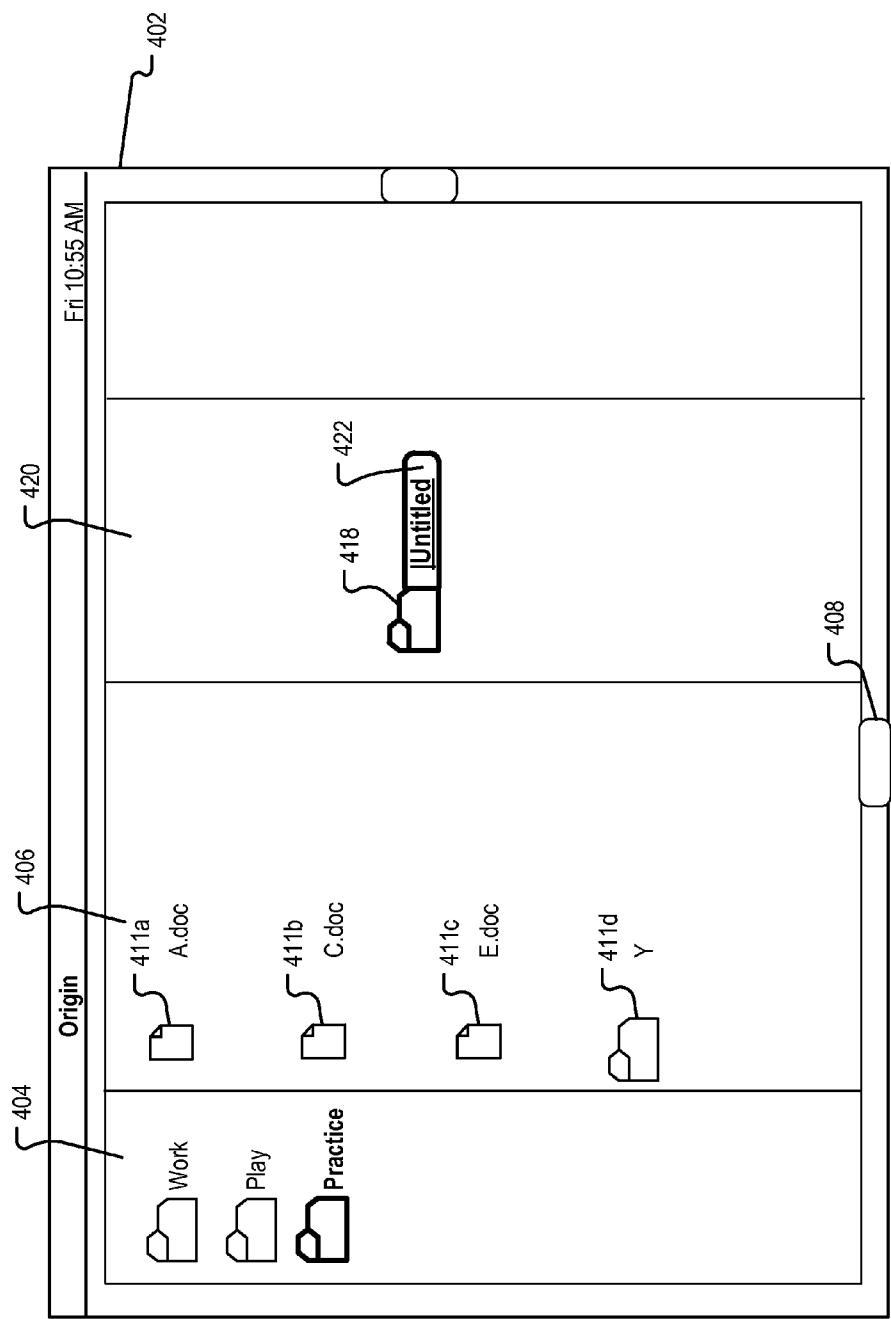 402
Origin
Fri 10:55 AM
404
406
420
Work
Play
Practice
411a
A.doc
411b
C.doc
411c
E.doc
411d
Y
418
422
Untitled
408